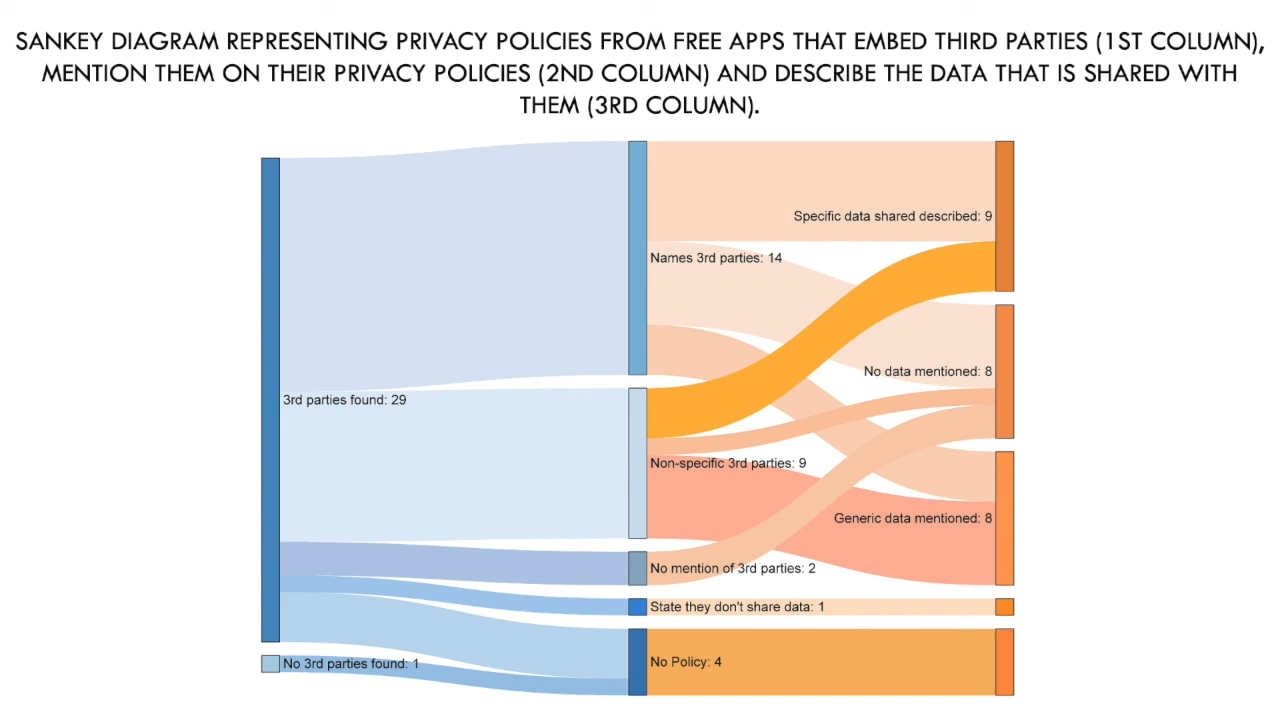 SANKEY DIAGRAM REPRESENTING PRIVACY POLICIES FROM FREE APPS THAT EMBED THIRD PARTIES (1ST COLUMN),
MENTION THEM ON THEIR PRIVACY POLICIES (2ND COLUMN) AND DESCRIBE THE DATA THAT IS SHARED WITH
THEM (3RD COLUMN).
3rd parties found: 29
No 3rd parties found: 1
Names 3rd parties: 14
Non-specific 3rd parties: 9
No mention of 3rd parties: 2
State they don't share data: 1
No Policy: 4
Specific data shared described: 9
No data mentioned: 8
Generic data mentioned: 8